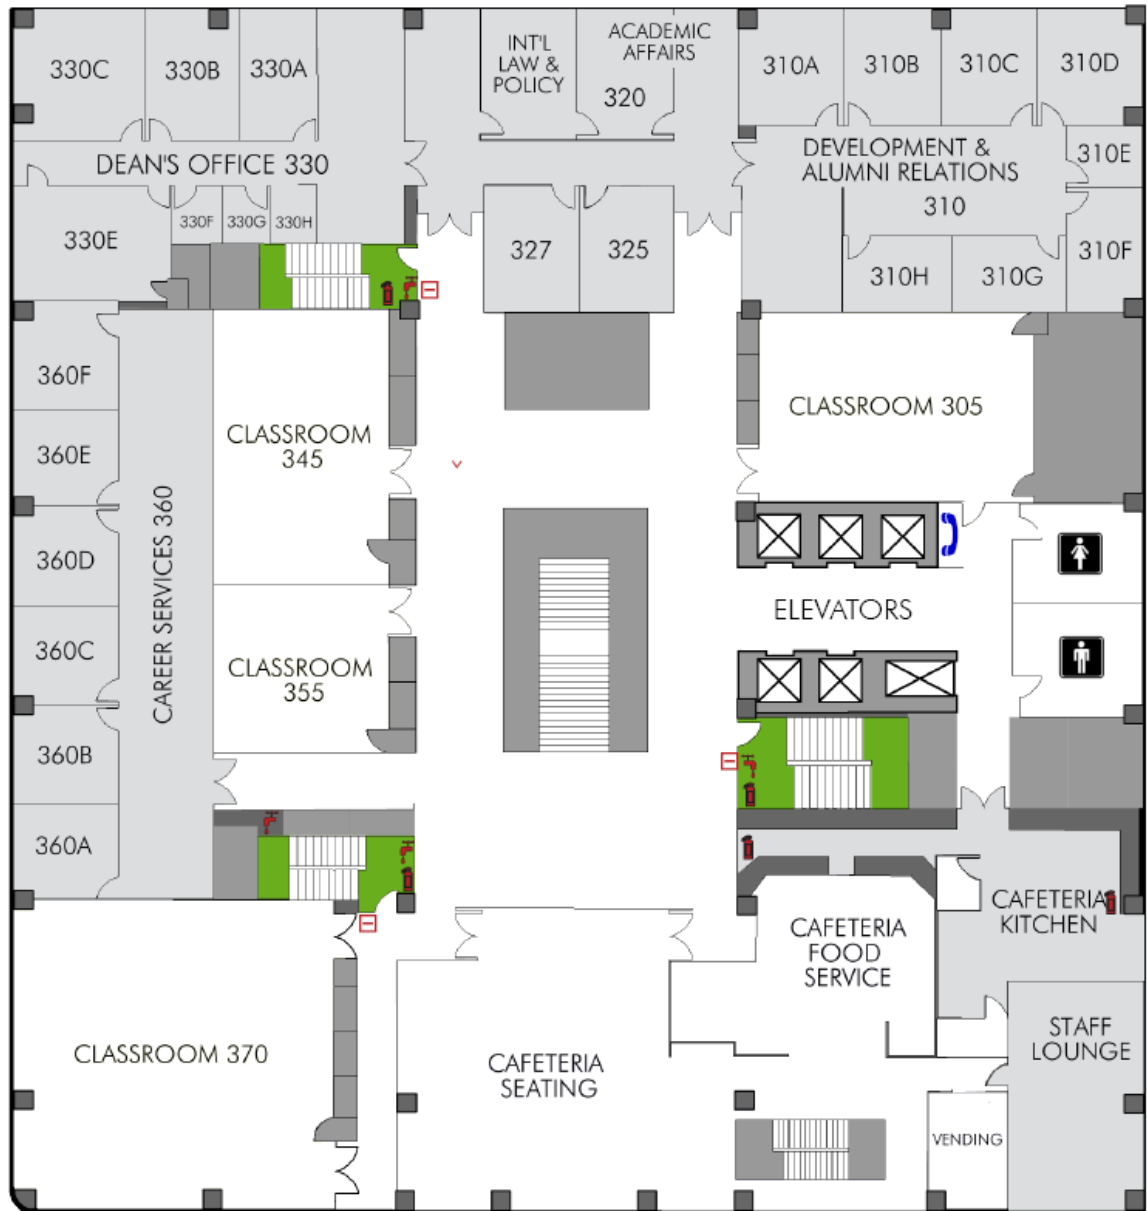 330C
330B
330A
INT'L
LAW &
POLICY
ACADEMIC
AFFAIRS
320
310A
310B
310C
310D
DEAN'S OFFICE 330
DEVELOPMENT &
ALUMNI RELATIONS
310
310E
330E
330F
330G
330H
327
325
310H
310G
310F
360F
360E
360D
360C
360B
360A
CAREER SERVICES 360
CLASSROOM
345
CLASSROOM 305
CLASSROOM
355
ELEVATORS
CAFETERIA
KITCHEN
CAFETERIA
FOOD
SERVICE
CLASSROOM 370
CAFETERIA
SEATING
STAFF
LOUNGE
VENDING